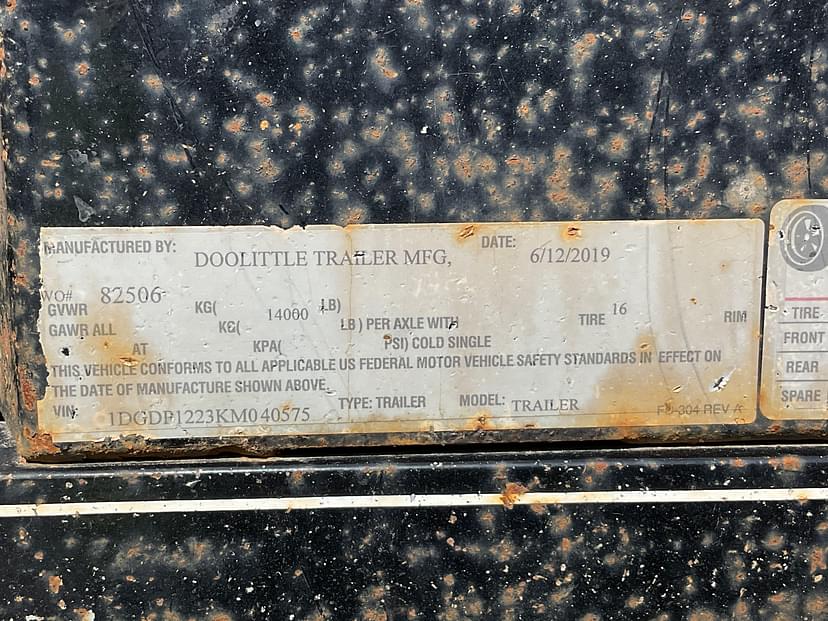 MANUFACTURED BY: DOOLITTLE TRAILER MFG, DATE: 6/12/2019
WO# 82506
GVWR KG( 14000 LB)
GAWR ALL KG( LB ) PER AXLE WITH TIRE 16 RIM
AT KPA( PSI) COLD SINGLE
THIS VEHICLE CONFORMS TO ALL APPLICABLE US FEDERAL MOTOR VEHICLE SAFETY STANDARDS IN EFFECT ON
THE DATE OF MANUFACTURE SHOWN ABOVE.
VIN: 1DGDP1223KM040575 TYPE: TRAILER MODEL: TRAILER FD-304 REV A
TIRE
FRONT
REAR
SPARE